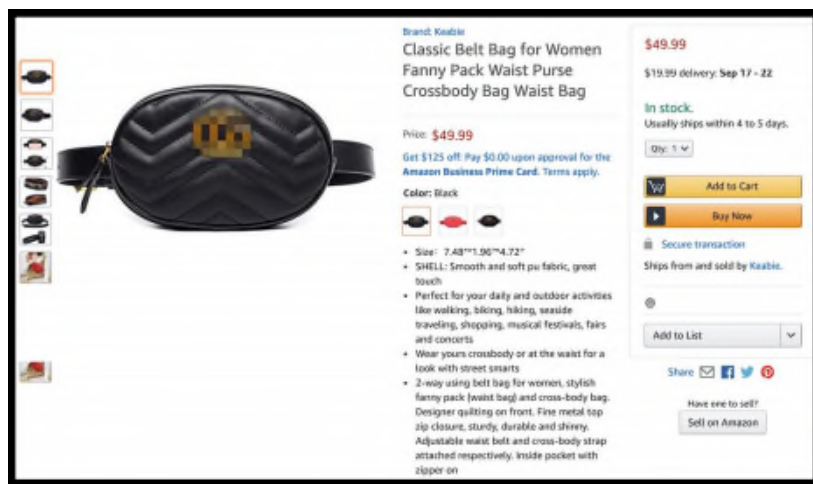 Brand: Keabie
Classic Belt Bag for Women
Fanny Pack Waist Purse
Crossbody Bag Waist Bag
Price: $49.99
Get $125 off: Pay $0.00 upon approval for the
Amazon Business Prime Card. Terms apply.
Color: Black
• Size: 7.48"*1.96"*4.72"
• SHELL: Smooth and soft pu fabric, great
touch
• Perfect for your daily and outdoor activities
like walking, biking, hiking, seaside
traveling, shopping, musical festivals, fairs
and concerts
• Wear yours crossbody or at the waist for a
look with street smarts
• 2-way using belt bag for women, stylish
fanny pack (waist bag) and cross-body bag.
Designer quilting on front. Fine metal top
zip closure, sturdy, durable and shinny.
Adjustable waist belt and cross-body strap
attached respectively. Inside pocket with
zipper on
$49.99
$19.99 delivery: Sep 17 - 22
In stock.
Usually ships within 4 to 5 days.
Qty: 1
Add to Cart
Buy Now
Secure transaction
Ships from and sold by Keabie.
Add to List
Share
Have one to sell?
Sell on Amazon